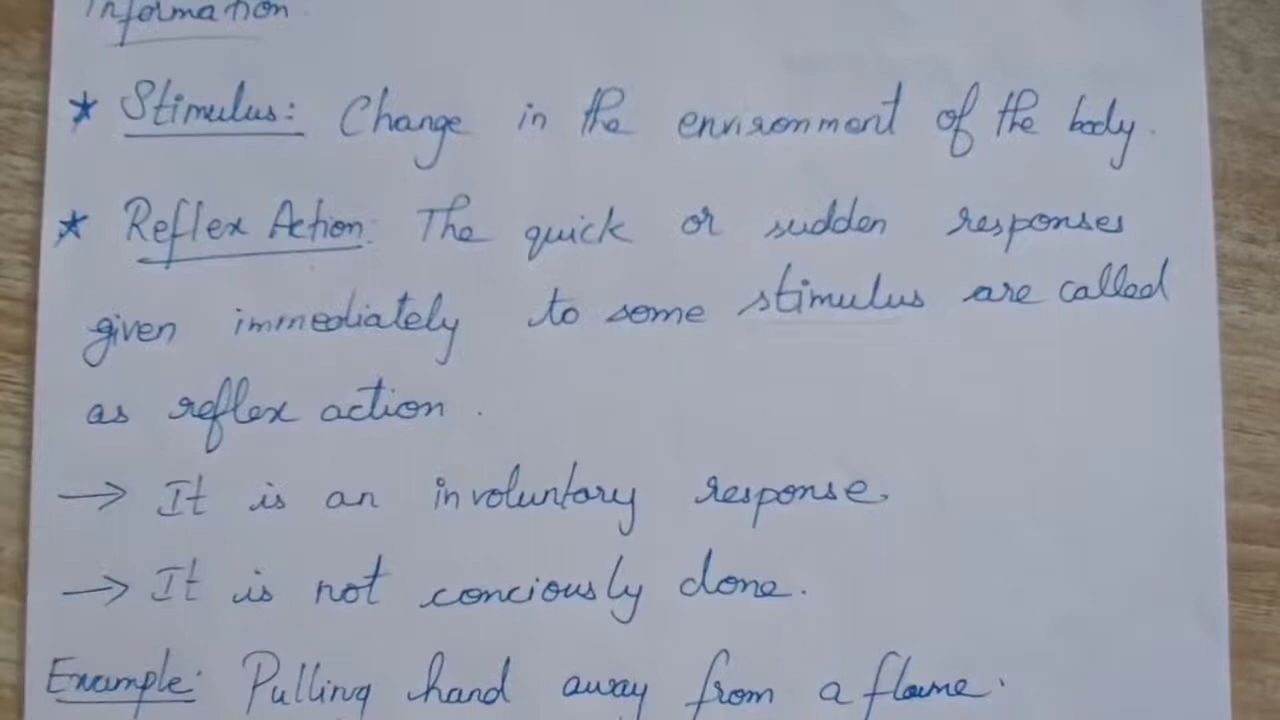 Information
★ Stimulus: Change in the environment of the body.
★ Reflex Action: The quick or sudden responses
given immediately to some stimulus are called
as reflex action.
→ It is an involuntary response.
→ It is not conciously done.
Example: Pulling hand away from a flame.